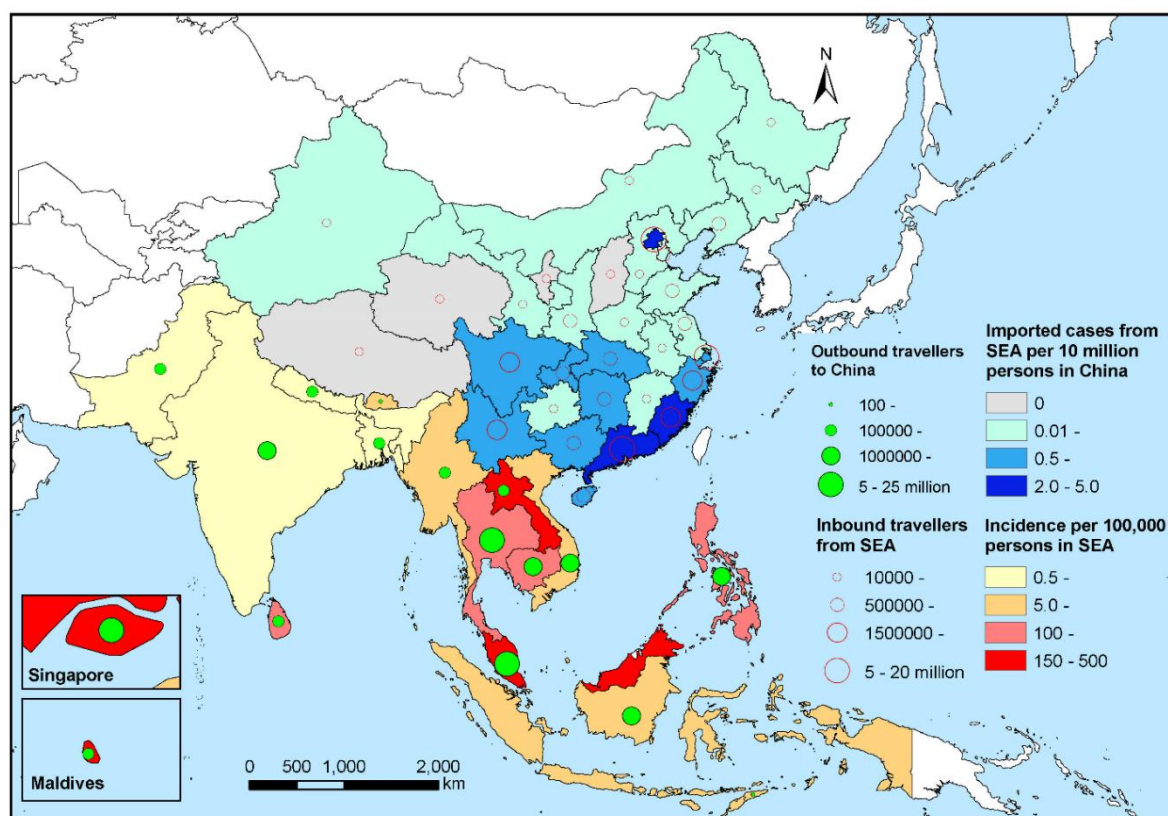 N
Outbound travellers
to China
100 -
100000 -
1000000 -
5 - 25 million
Inbound travellers
from SEA
10000 -
500000 -
1500000 -
5 - 20 million
Imported cases from
SEA per 10 million
persons in China
0
0.01 -
0.5 -
2.0 - 5.0
Incidence per 100,000
persons in SEA
0.5 -
5.0 -
100 -
150 - 500
Singapore
Maldives
0 500 1,000 2,000
km